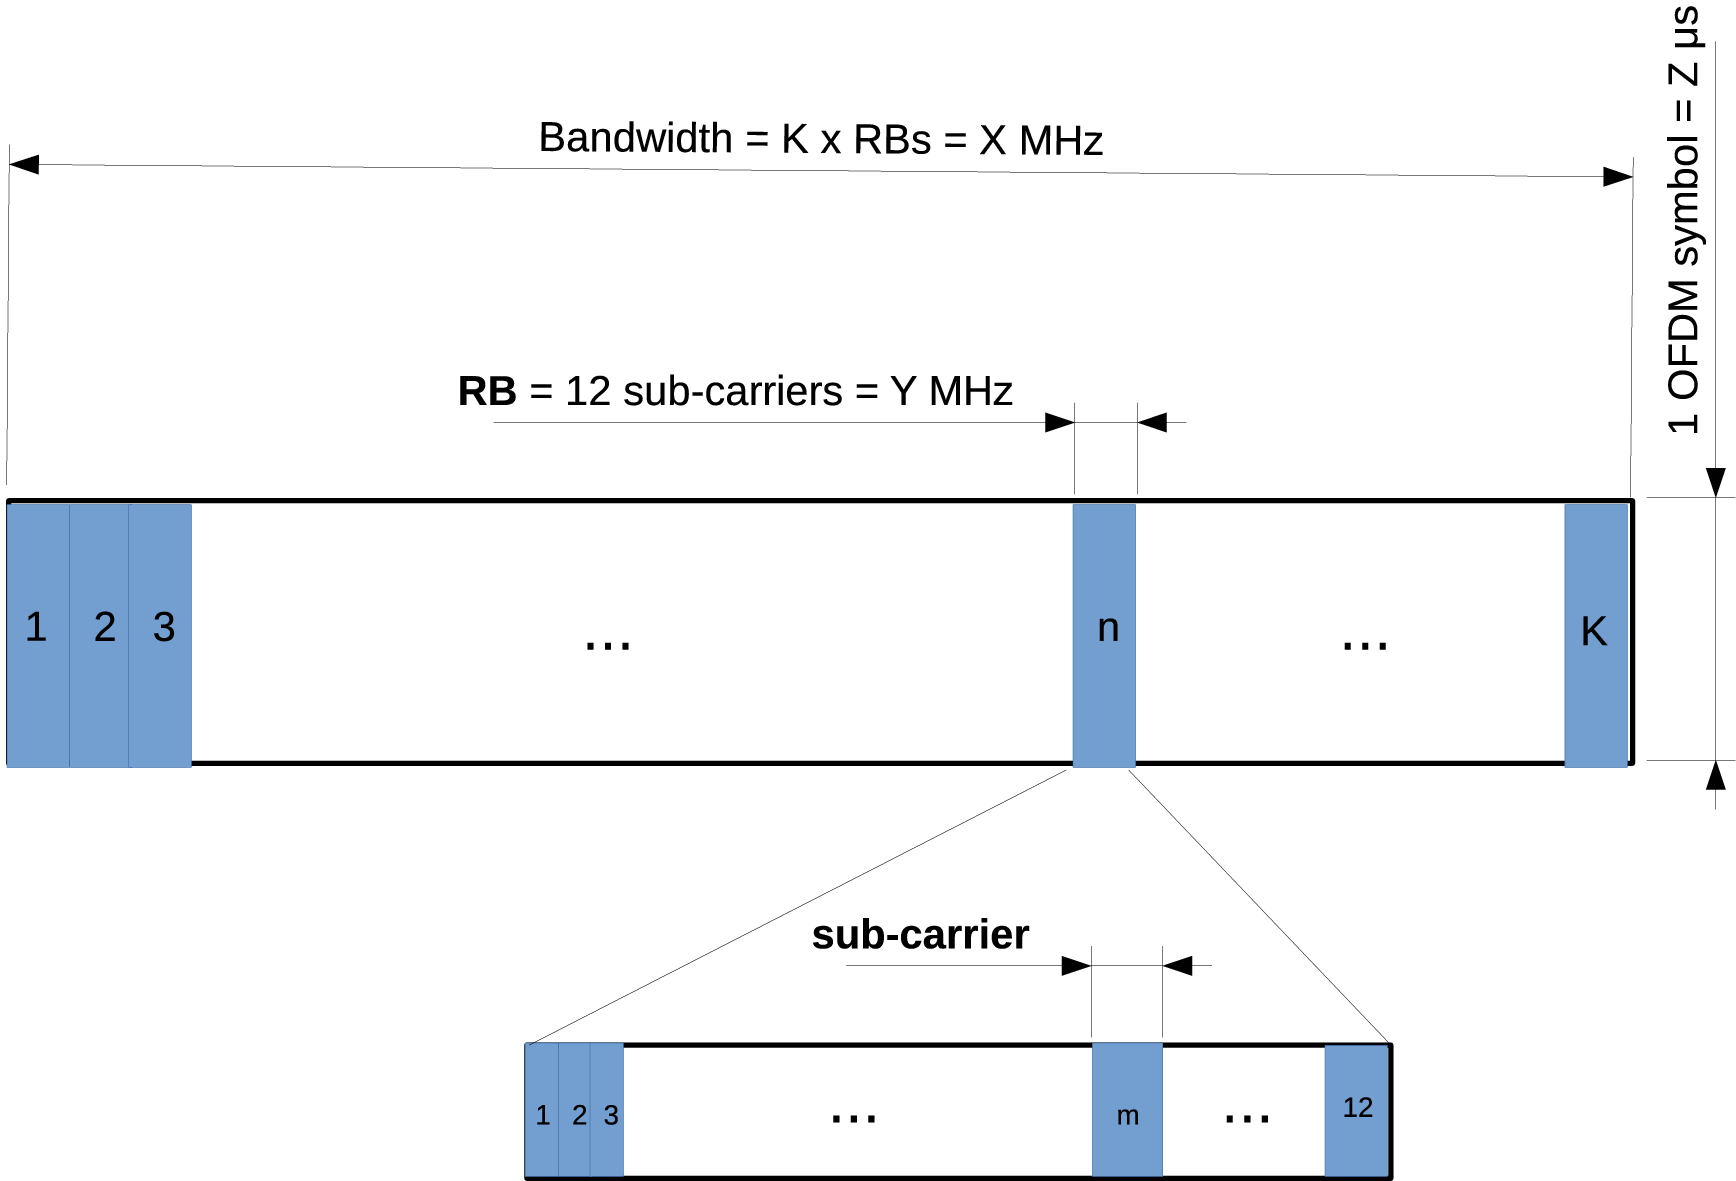 1 OFDM symbol = Z μs
Bandwidth = K x RBs = X MHz
RB = 12 sub-carriers = Y MHz
1 2 3 ... n ... K
sub-carrier
1 2 3 ... m ... 12